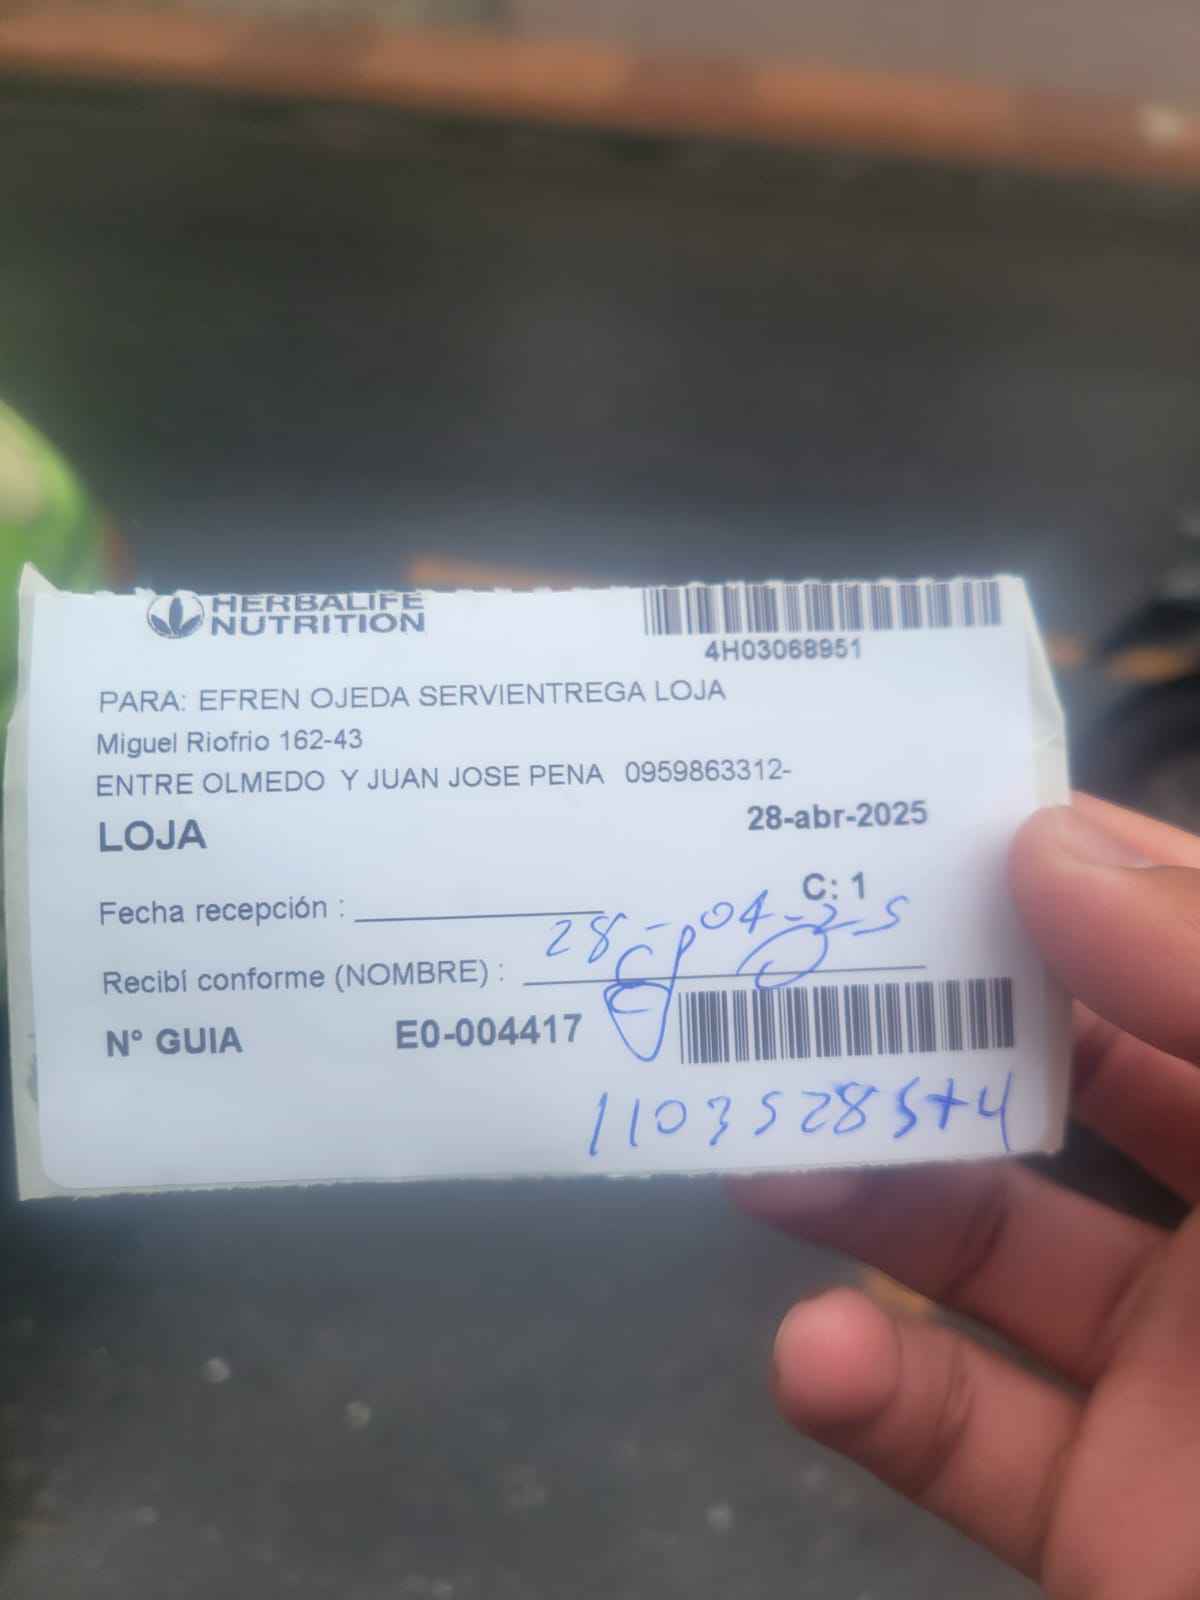 HERBALIFE
NUTRITION
4H03068951
PARA: EFREN OJEDA SERVIENTREGA LOJA
Miguel Riofrio 162-43
ENTRE OLMEDO Y JUAN JOSE PENA 0959863312-
LOJA
28-abr-2025
C: 1
Fecha recepción :
28-04-25
Recibí conforme (NOMBRE) :
N° GUIA E0-004417